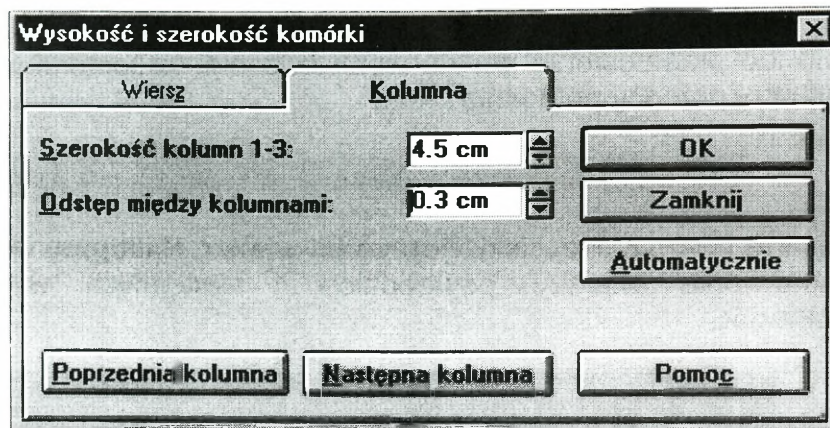 Wysokość i szerokość komórki
Wiersz
Kolumna
Szerokość kolumn 1-3:
4.5 cm
OK
Odstęp między kolumnami:
0.3 cm
Zamknij
Automatycznie
Poprzednia kolumna
Następna kolumna
Pomoc